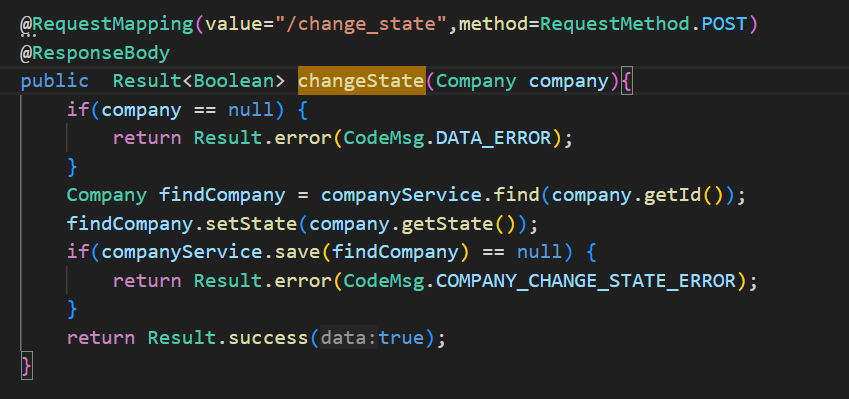 @RequestMapping(value="/change_state",method=RequestMethod.POST)
@ResponseBody
public  Result<Boolean> changeState(Company company){
    if(company == null) {
        return Result.error(CodeMsg.DATA_ERROR);
    }
    Company findCompany = companyService.find(company.getId());
    findCompany.setState(company.getState());
    if(companyService.save(findCompany) == null) {
        return Result.error(CodeMsg.COMPANY_CHANGE_STATE_ERROR);
    }
    return Result.success(data:true);
}